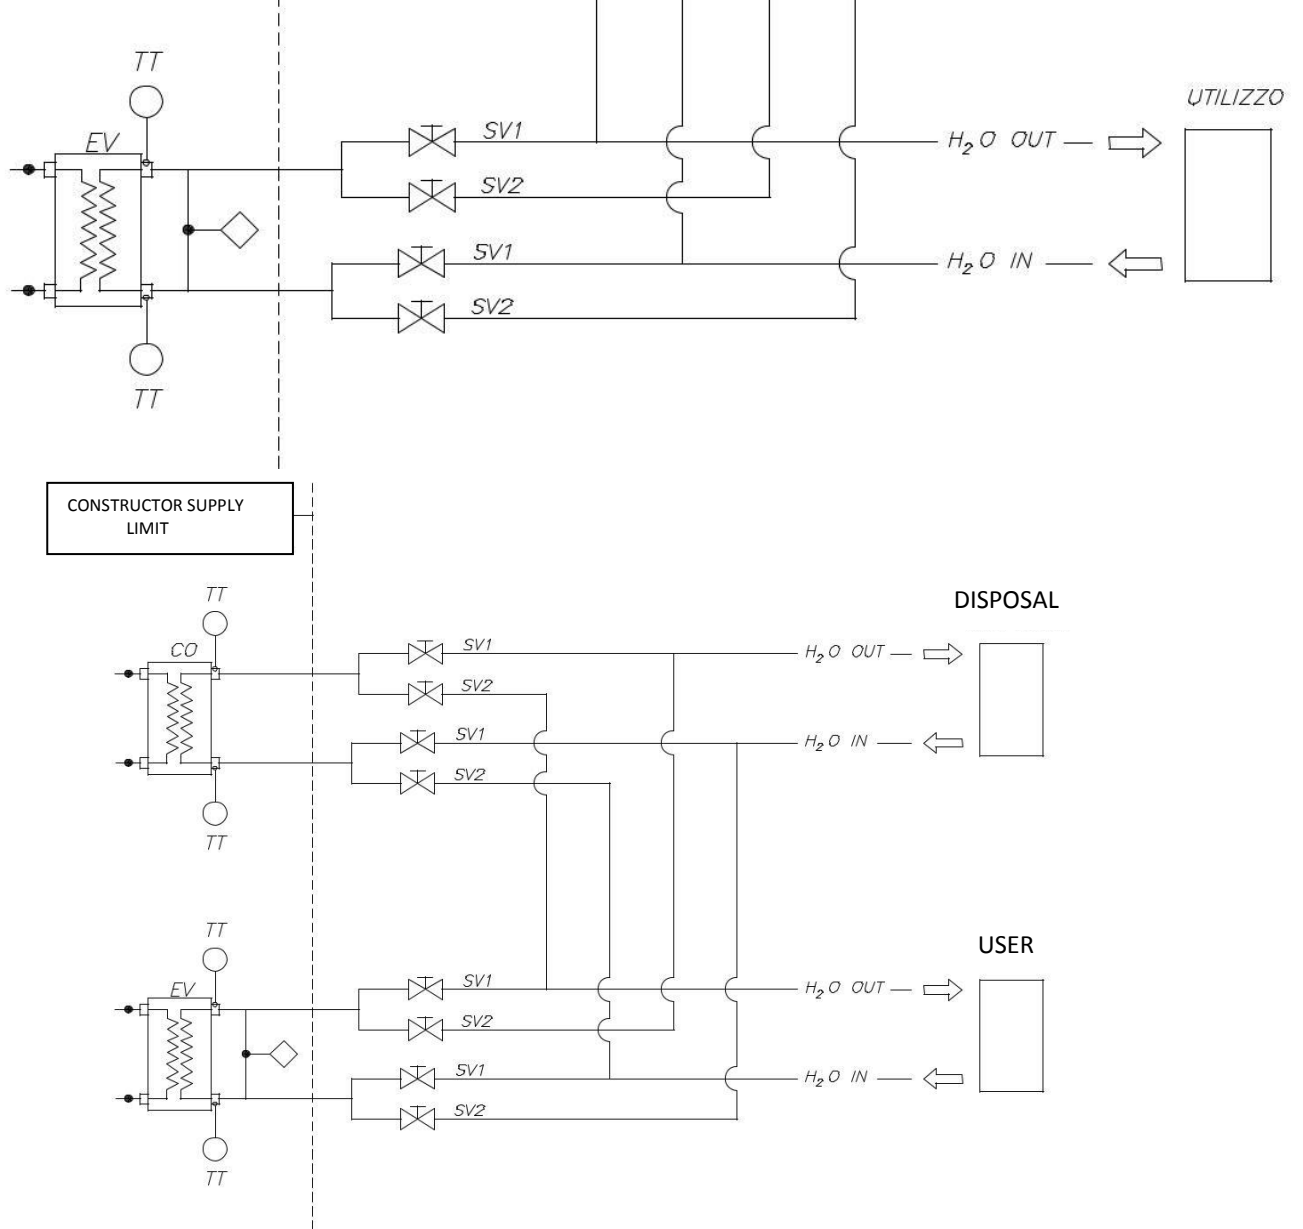 TT
UTILIZZO
EV
SV1
H₂O OUT
SV2
SV1
H₂O IN
SV2
TT
CONSTRUCTOR SUPPLY
LIMIT
TT
DISPOSAL
CO
SV1
H₂O OUT
SV2
SV1
H₂O IN
SV2
TT
TT
USER
EV
SV1
H₂O OUT
SV2
SV1
H₂O IN
SV2
TT